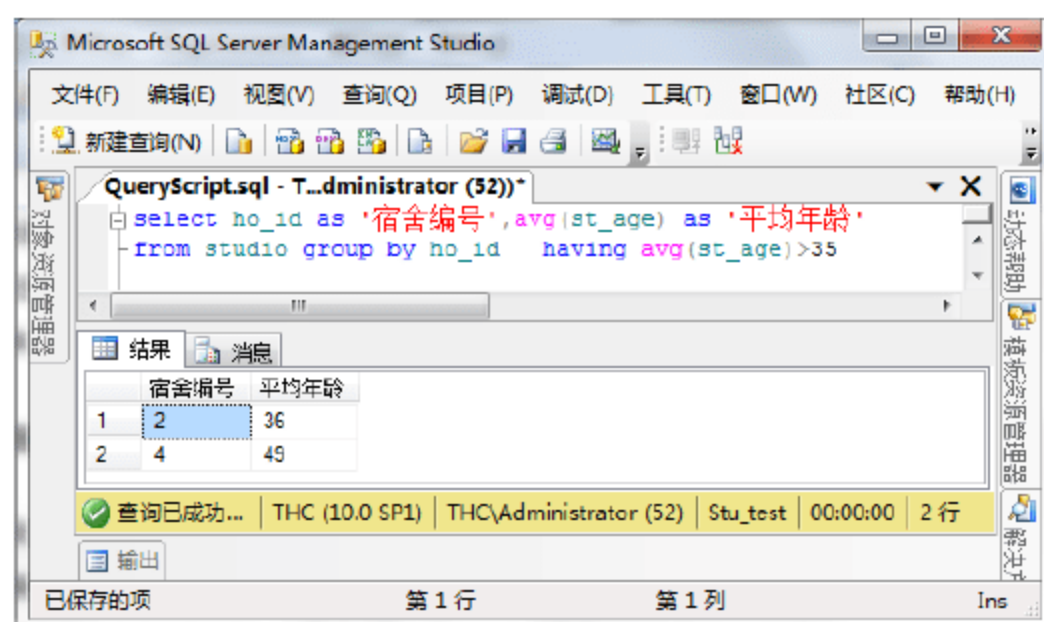 Microsoft SQL Server Management Studio
文件(F) 编辑(E) 视图(V) 查询(Q) 项目(P) 调试(D) 工具(T) 窗口(W) 社区(C) 帮助(H)
新建查询(N)
QueryScript.sql - T...dministrator (52))*
select ho_id as '宿舍编号',avg(st_age) as '平均年龄'
from studio group by ho_id having avg(st_age)>35
对象资源管理器
动态帮助
模板资源管理器
结果 消息
宿舍编号 平均年龄
1 2 36
2 4 49
查询已成功... THC (10.0 SP1) THC\Administrator (52) Stu_test 00:00:00 2 行
输出
已保存的项 第 1 行 第 1 列 Ins